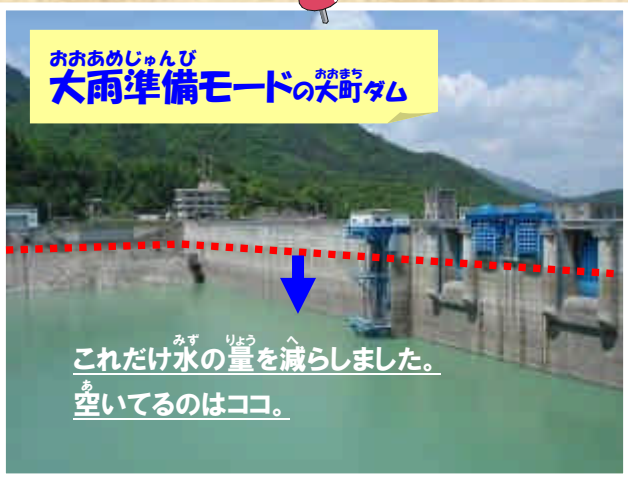 おおあめじゅんび
大雨準備モードの大町ダム
おおまち
みず りょう へ
これだけ水の量を減らしました。
あ
空いてるのはココ。